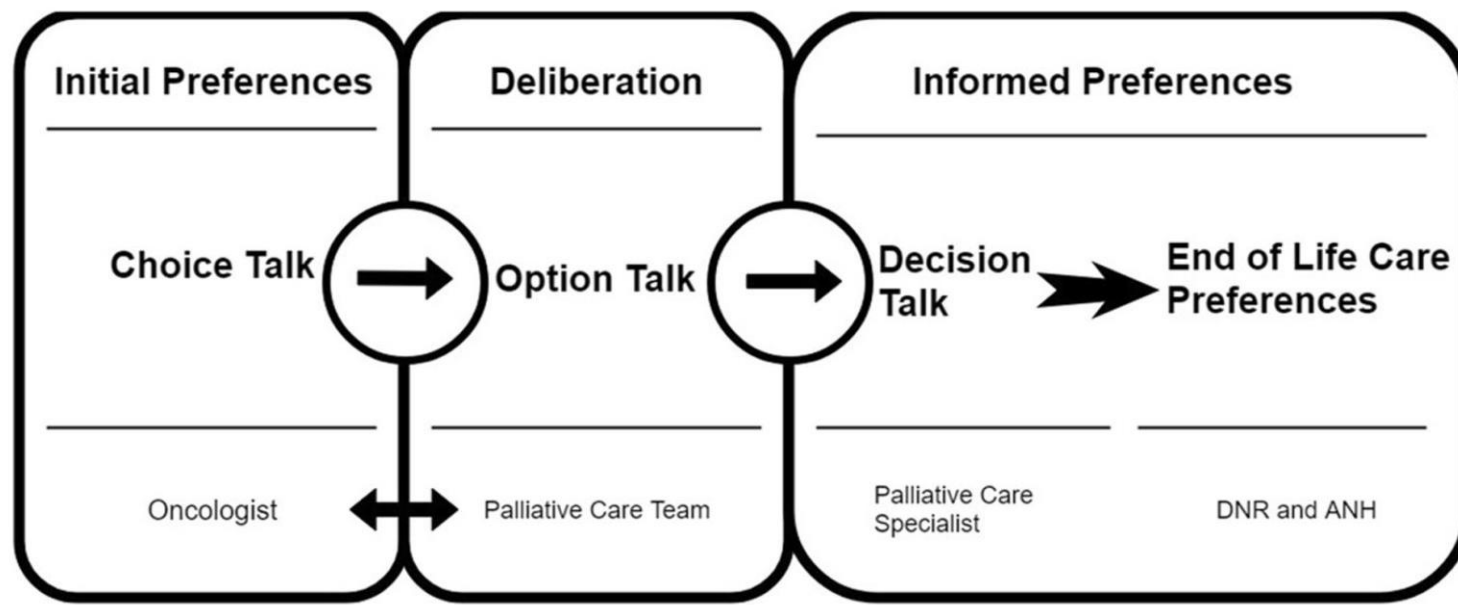 Initial Preferences
Deliberation
Informed Preferences
Choice Talk
Option Talk
Decision
Talk
End of Life Care
Preferences
Oncologist
Palliative Care Team
Palliative Care
Specialist
DNR and ANH